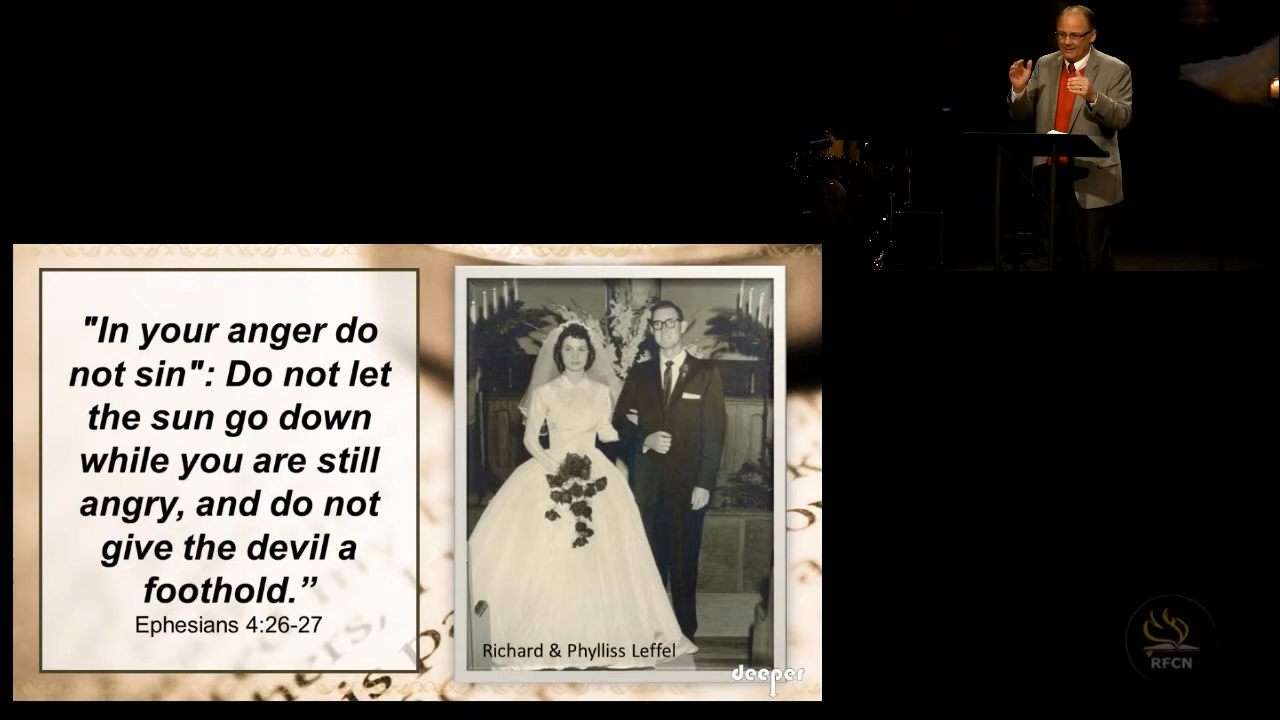 "In your anger do
not sin": Do not let
the sun go down
while you are still
angry, and do not
give the devil a
foothold.”
Ephesians 4:26-27
Richard & Phylliss Leffel
deeper
RFCN